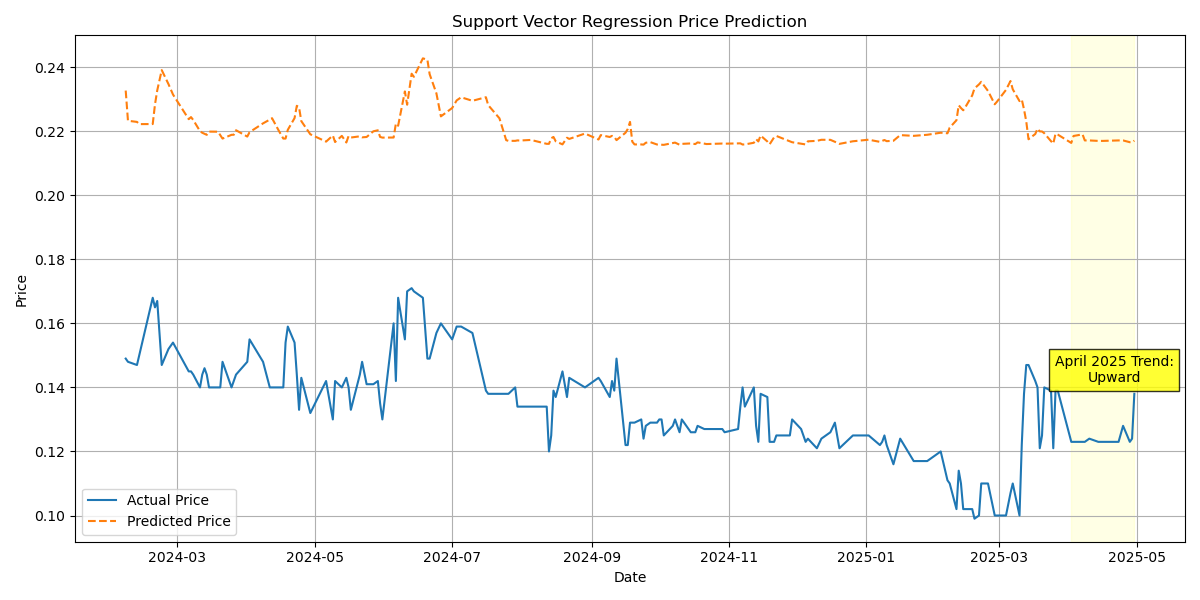 Support Vector Regression Price Prediction
Price
0.24
0.22
0.20
0.18
0.16
0.14
0.12
0.10
April 2025 Trend:
Upward
Actual Price
Predicted Price
2024-03
2024-05
2024-07
2024-09
2024-11
2025-01
2025-03
2025-05
Date